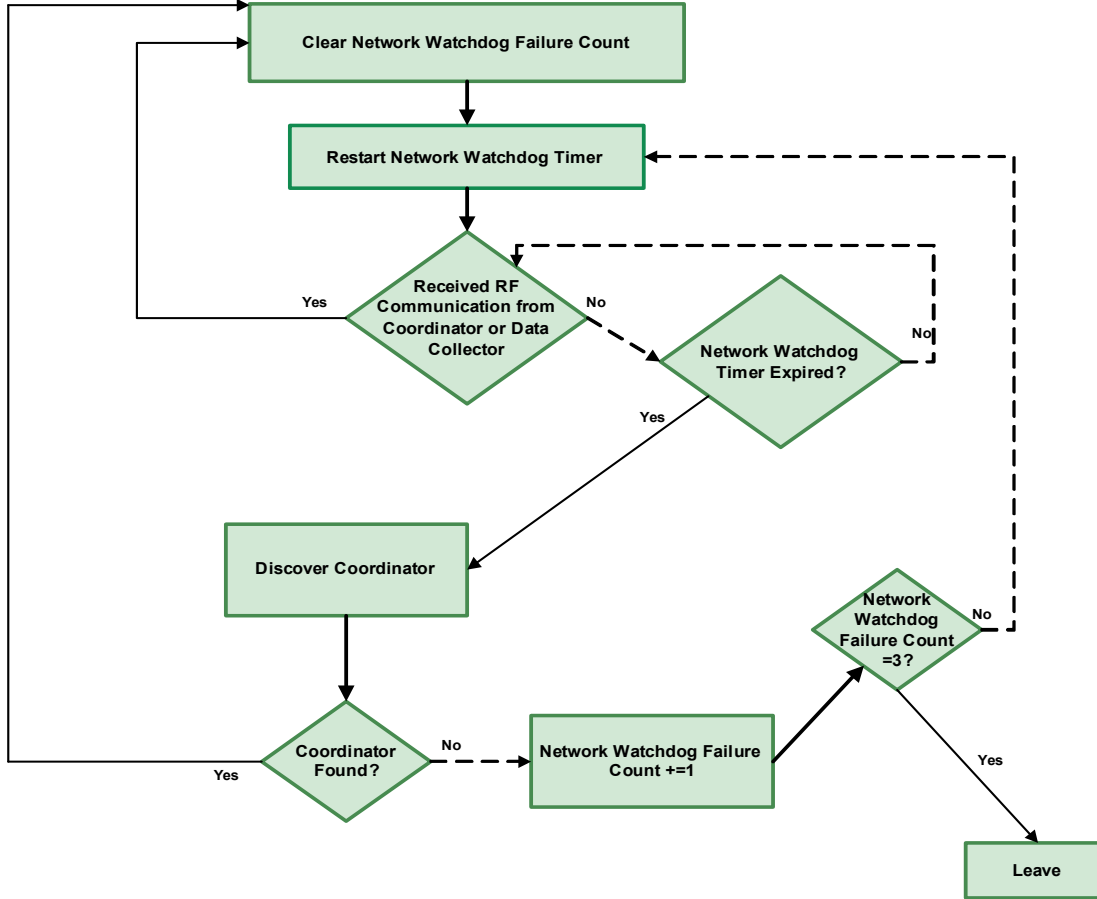 Clear Network Watchdog Failure Count
Restart Network Watchdog Timer
Received RF
Communication from
Coordinator or Data
Collector
Yes
No
Network Watchdog
Timer Expired?
No
Yes
Discover Coordinator
Network
Watchdog
Failure Count
=3?
No
Coordinator
Found?
Yes
No
Network Watchdog Failure
Count +=1
Yes
Leave